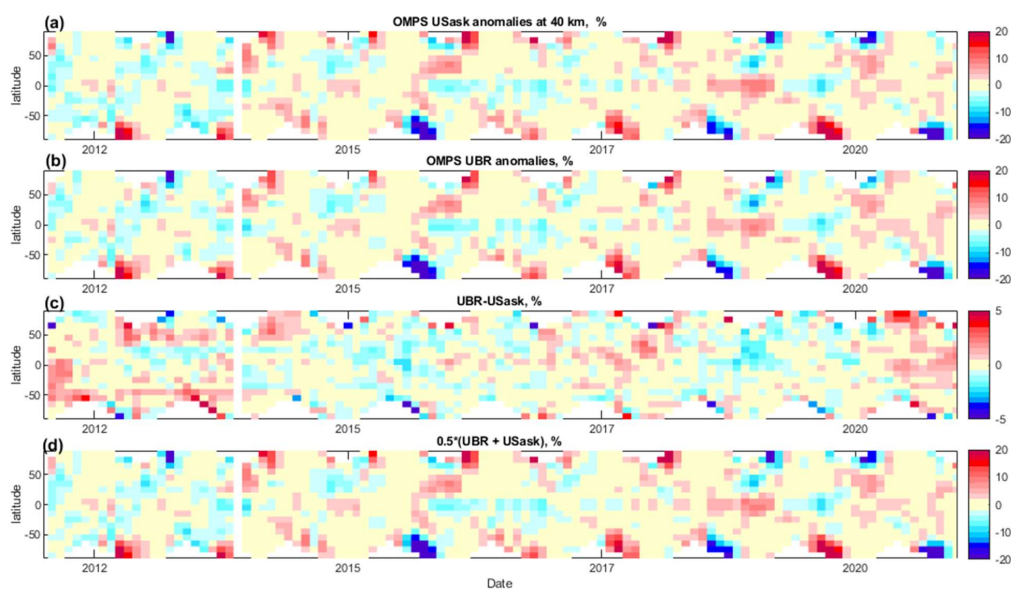 (a) OMPS USask anomalies at 40 km, %
latitude
50
0
-50
2012 2015 2017 2020
20
10
0
-10
-20
(b) OMPS UBR anomalies, %
latitude
50
0
-50
2012 2015 2017 2020
20
10
0
-10
-20
(c) UBR-USask, %
latitude
50
0
-50
2012 2015 2017 2020
5
0
-5
(d) 0.5*(UBR + USask), %
latitude
50
0
-50
2012 2015 2017 2020
20
10
0
-10
-20
Date